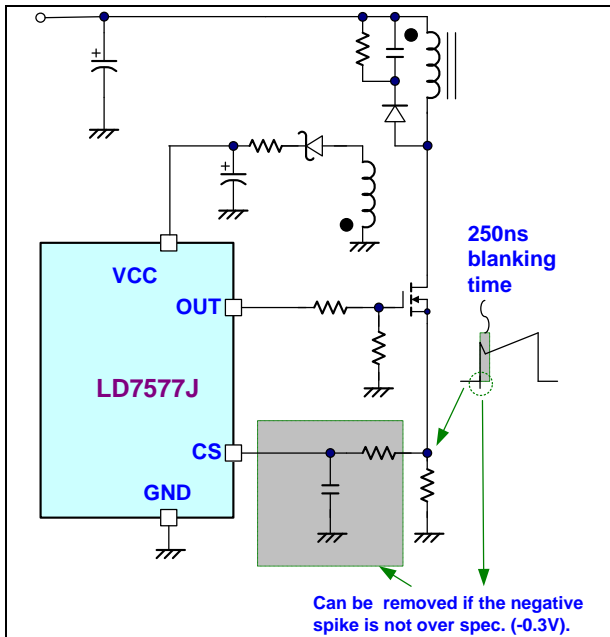 250ns
blanking
time
VCC
OUT
LD7577J
CS
GND
+
+
Can be removed if the negative
spike is not over spec. (-0.3V).